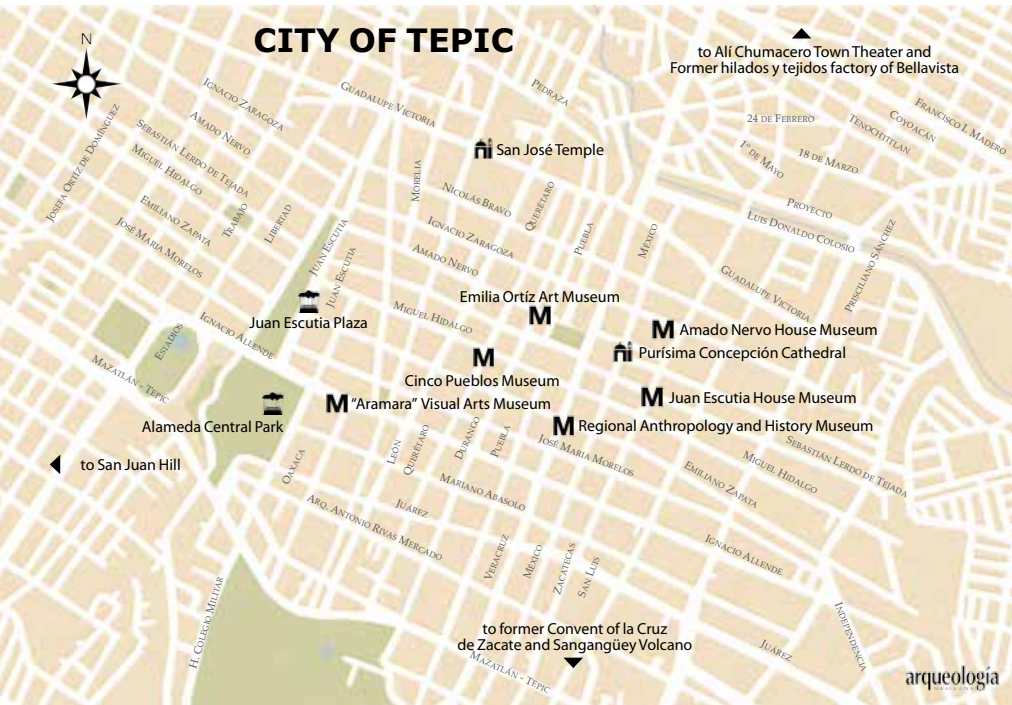 CITY OF TEPIC
N
to Alí Chumacero Town Theater and
Former hilados y tejidos factory of Bellavista
Ignacio Zaragoza
Guadalupe Victoria
Pedraza
Francisco I. Madero
Coyoacán
Tenochtitlan
24 de Febrero
Josefa Ortiz de Domínguez
Amado Nervo
Sebastián Lerdo de Tejada
Miguel Hidalgo
San José Temple
1º de Mayo
18 de Marzo
Morelia
Nicolás Bravo
Querétaro
Proyecto
Luis Donaldo Colosio
Emiliano Zapata
Trabajo
Libertad
José María Morelos
Juan Escutia
Juan Escutia
Ignacio Zaragoza
Amado Nervo
Puebla
México
Prisciliano Sánchez
Guadalupe Victoria
Emilia Ortíz Art Museum
M
Juan Escutia Plaza
Miguel Hidalgo
M Amado Nervo House Museum
Estadios
Ignacio Allende
Purísima Concepción Cathedral
M
Cinco Pueblos Museum
Mazatlán - Tepic
M “Aramara” Visual Arts Museum
M Juan Escutia House Museum
Alameda Central Park
M Regional Anthropology and History Museum
to San Juan Hill
Oaxaca
León
Querétaro
Durango
Puebla
José Maria Morelos
Emiliano Zapata
Miguel Hidalgo
Sebastián Lerdo de Tejada
Mariano Abasolo
Juárez
Arq. Antonio Rivas Mercado
Veracruz
México
Zacatecas
San Luis
Ignacio Allende
H. Colegio Militar
Independencia
to former Convent of la Cruz
de Zacate and Sangangüey Volcano
Mazatlán - Tepic
Juárez
arqueología